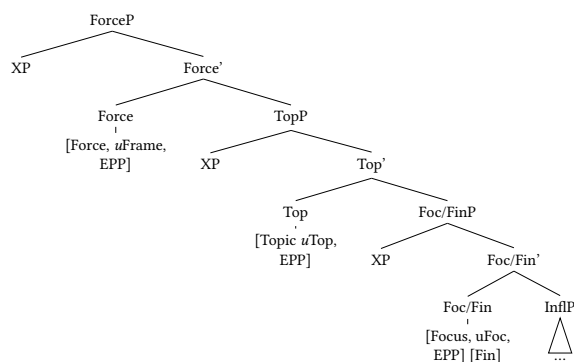 ForceP
XP Force’
Force TopP
[Force, uFrame,
EPP]
XP Top’
Top Foc/FinP
[Topic uTop,
EPP]
XP Foc/Fin’
Foc/Fin InflP
[Focus, uFoc,
EPP] [Fin]
...